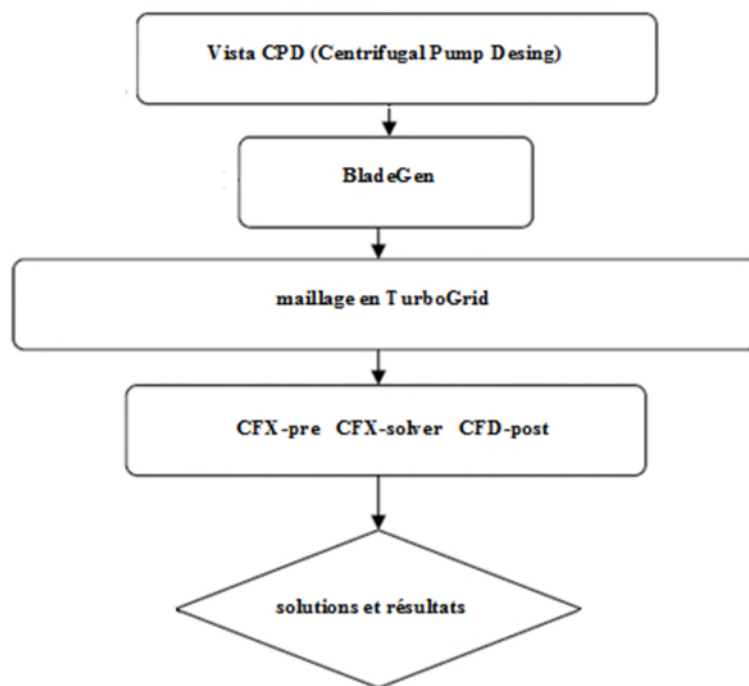 Vista CPD (Centrifugal Pump Desing)
BladeGen
maillage en TurboGrid
CFX-pre CFX-solver CFD-post
solutions et résultats